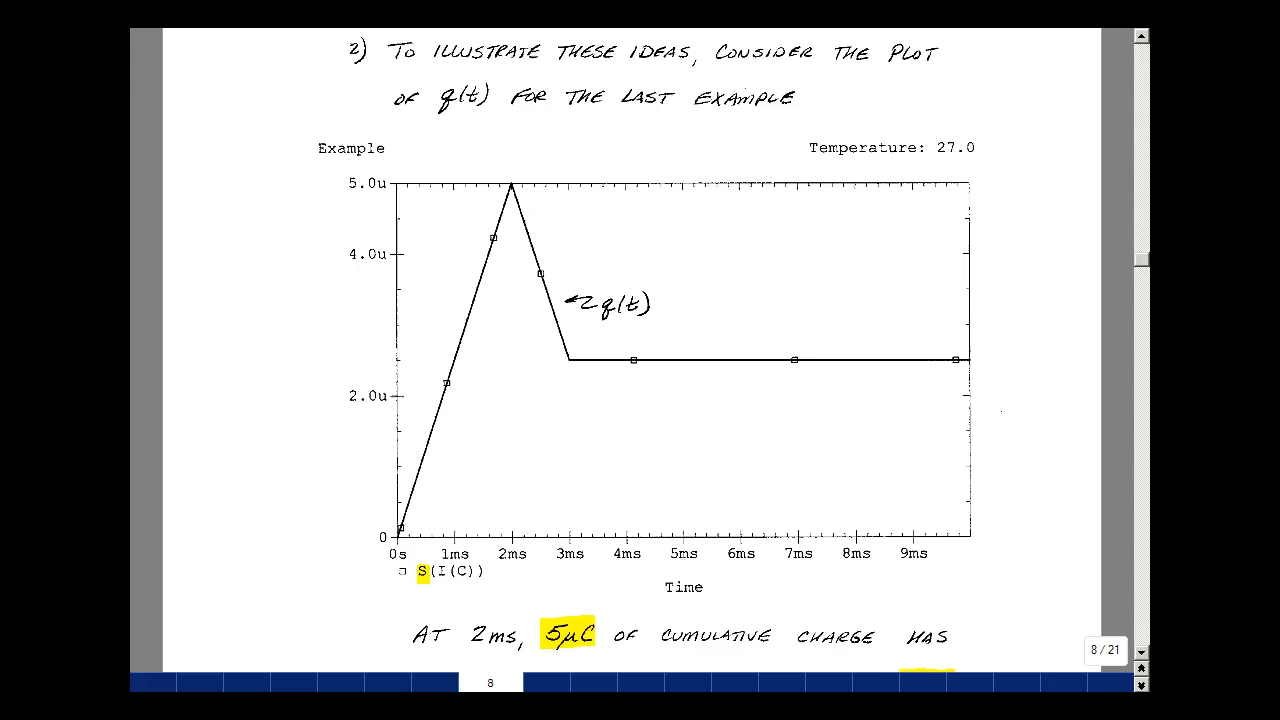 2) TO ILLUSTRATE THESE IDEAS, CONSIDER THE PLOT
OF q(t) FOR THE LAST EXAMPLE
Example Temperature: 27.0
5.0u
4.0u
q(t)
2.0u
0
0s 1ms 2ms 3ms 4ms 5ms 6ms 7ms 8ms 9ms
S(I(C))
Time
AT 2ms, 5μC OF CUMULATIVE CHARGE HAS
8 / 21
8